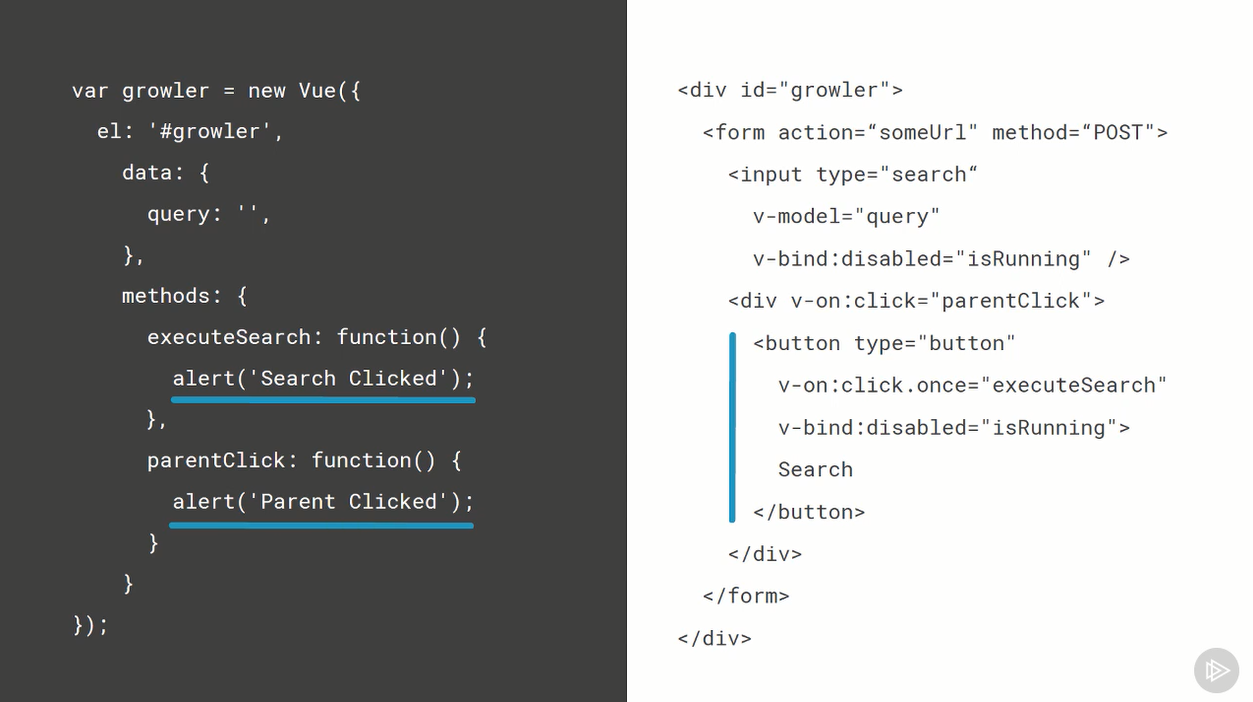 var growler = new Vue({
el: '#growler',
data: {
query: '',
},
methods: {
executeSearch: function() {
alert('Search Clicked');
},
parentClick: function() {
alert('Parent Clicked');
}
}
});
<div id="growler">
<form action=“someUrl" method=“POST">
<input type="search“
v-model="query"
v-bind:disabled="isRunning" />
<div v-on:click="parentClick">
<button type="button"
v-on:click.once="executeSearch"
v-bind:disabled="isRunning">
Search
</button>
</div>
</form>
</div>